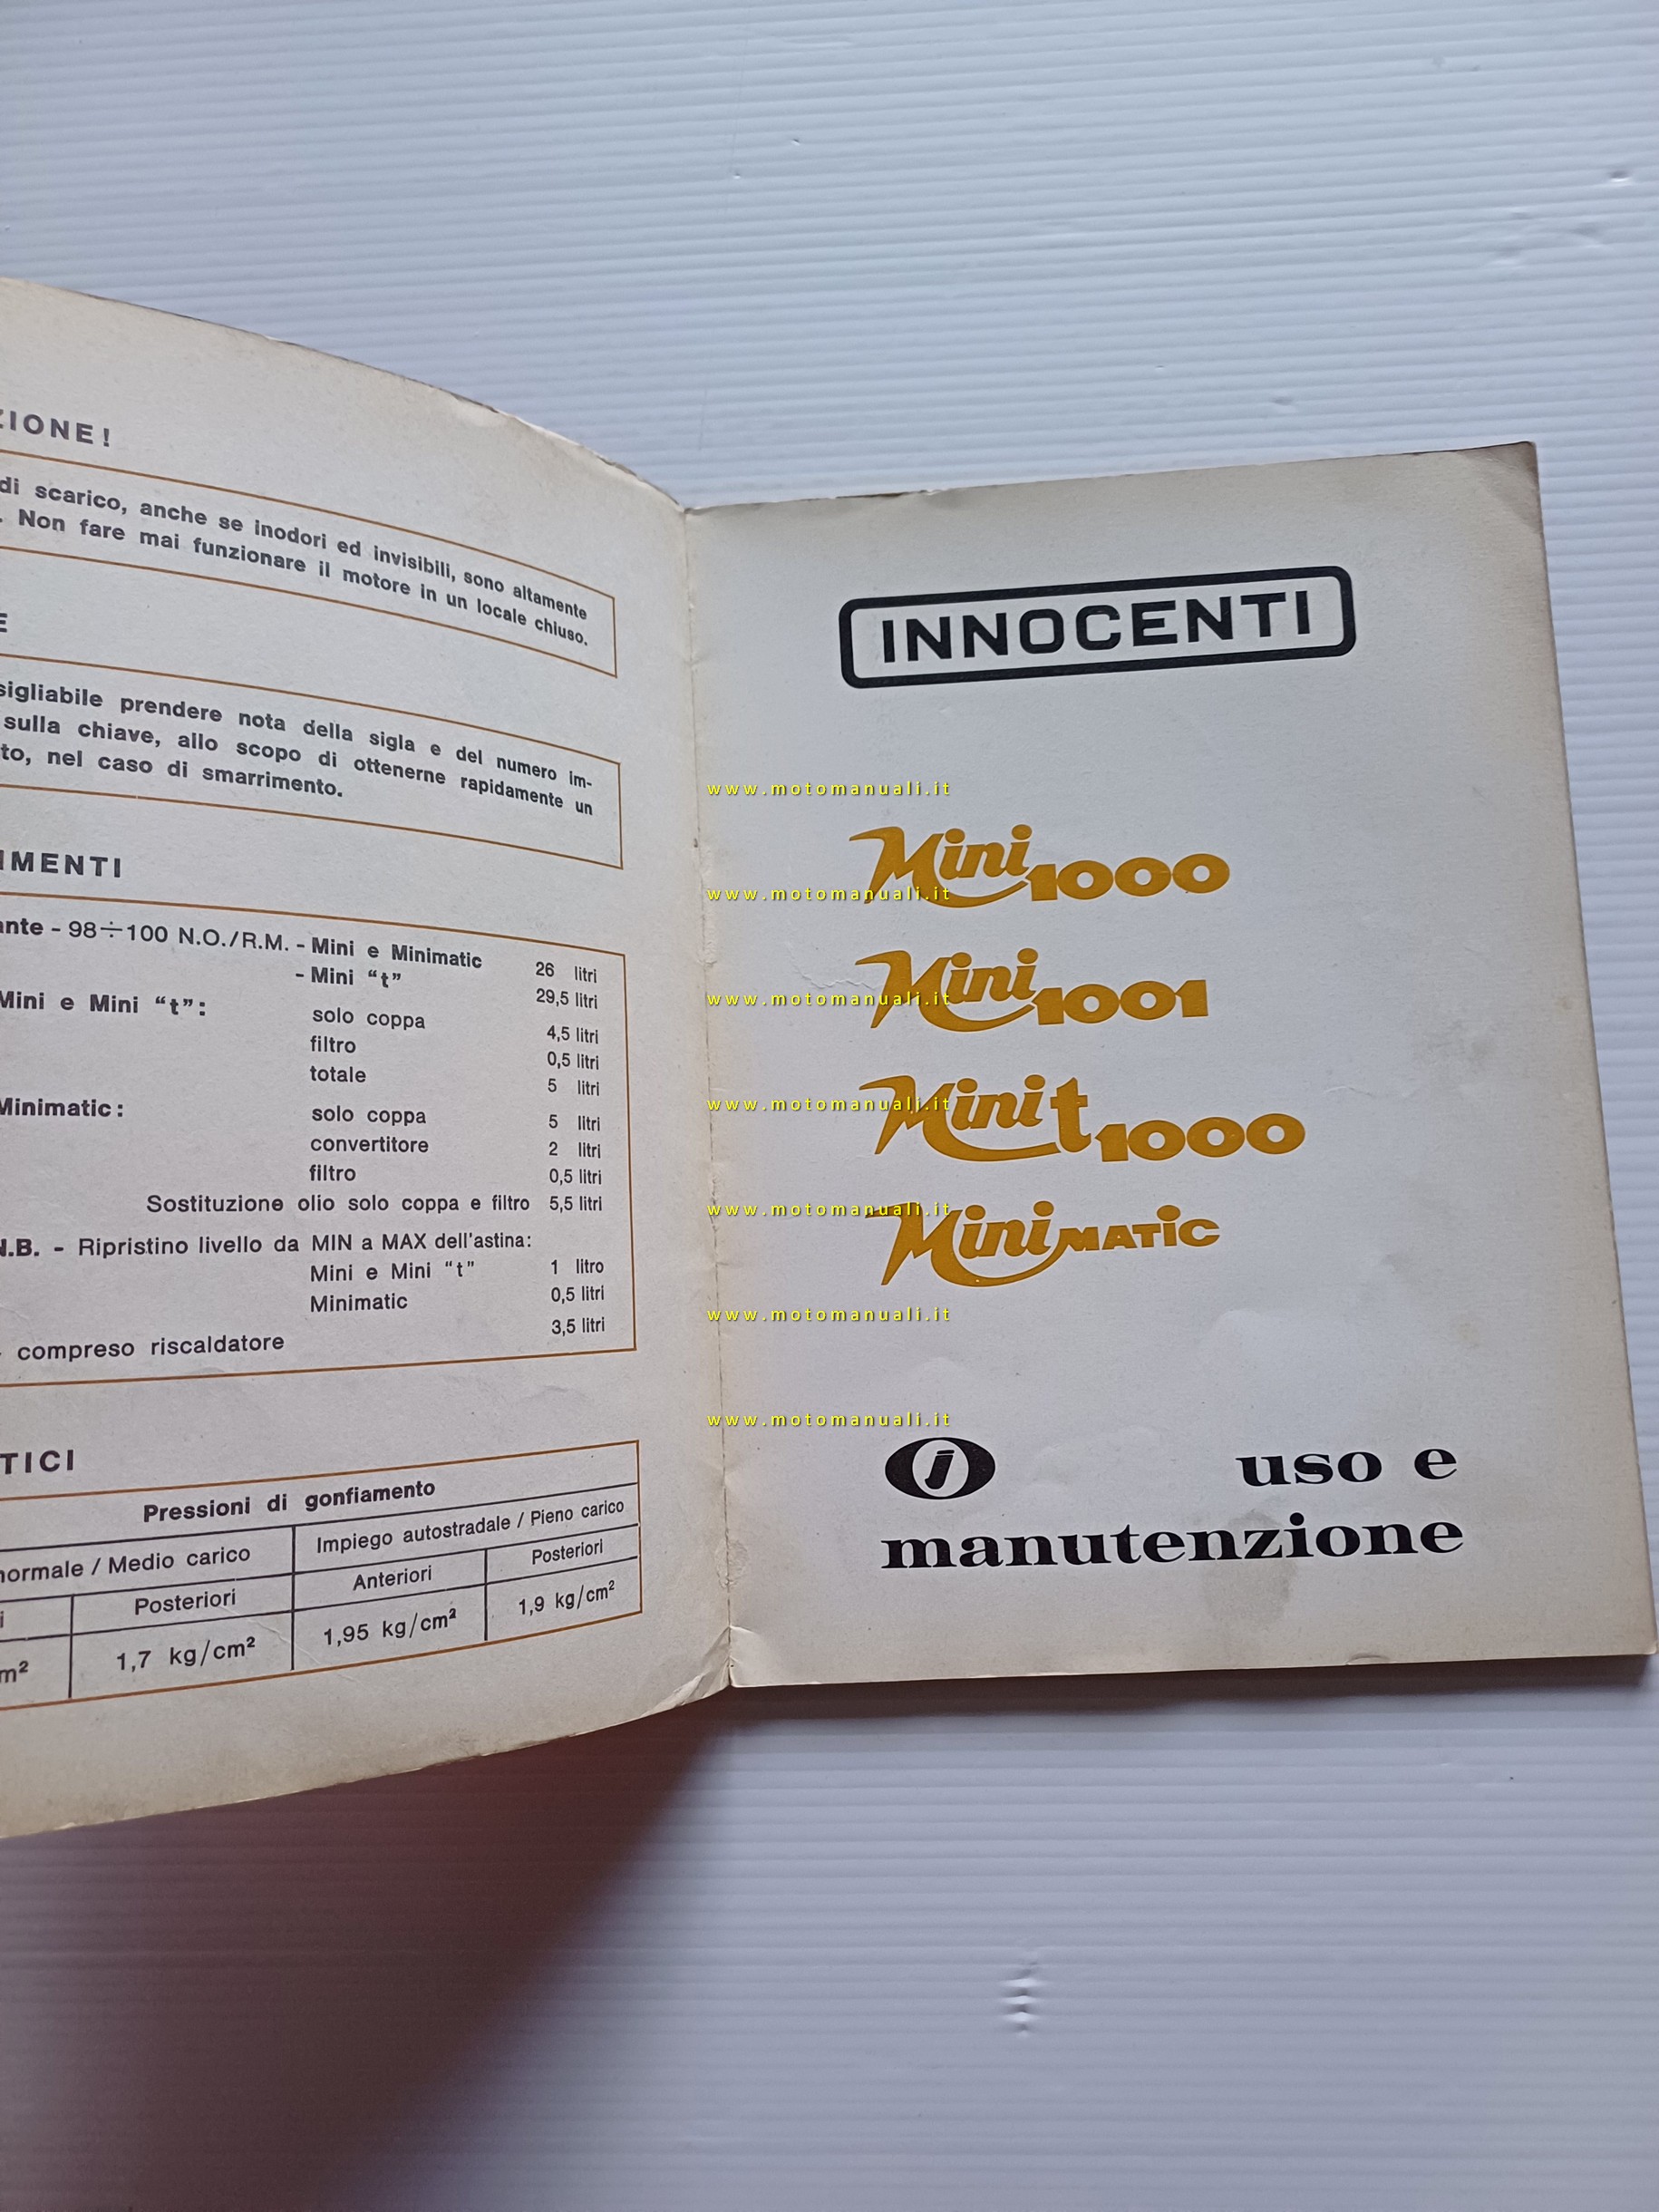 ZIONE!
di scarico, anche se inodori ed invisibili, sono altamente
. Non fare mai funzionare il motore in un locale chiuso.
E
sigliabile prendere nota della sigla e del numero im-
sulla chiave, allo scopo di ottenerne rapidamente un
to, nel caso di smarrimento.
IMENTI
ante - 98÷100 N.O./R.M. - Mini e Minimatic 26 litri
- Mini “t” 29,5 litri
Mini e Mini “t”: solo coppa 4,5 litri
filtro 0,5 litri
totale 5 litri
Minimatic: solo coppa 5 litri
convertitore 2 litri
filtro 0,5 litri
Sostituzione olio solo coppa e filtro 5,5 litri
N.B. - Ripristino livello da MIN a MAX dell'astina:
Mini e Mini “t” 1 litro
Minimatic 0,5 litri
- compreso riscaldatore 3,5 litri
TICI
Pressioni di gonfiamento
normale / Medio carico Impiego autostradale / Pieno carico
i Posteriori Anteriori Posteriori
m² 1,7 kg/cm² 1,95 kg/cm² 1,9 kg/cm²
INNOCENTI
www.motomanuali.it
Mini 1000
www.motomanuali.it
Mini 1001
www.motomanuali.it
Mini t 1000
www.motomanuali.it
MiniMATIC
www.motomanuali.it
www.motomanuali.it
www.motomanuali.it
j uso e
manutenzione